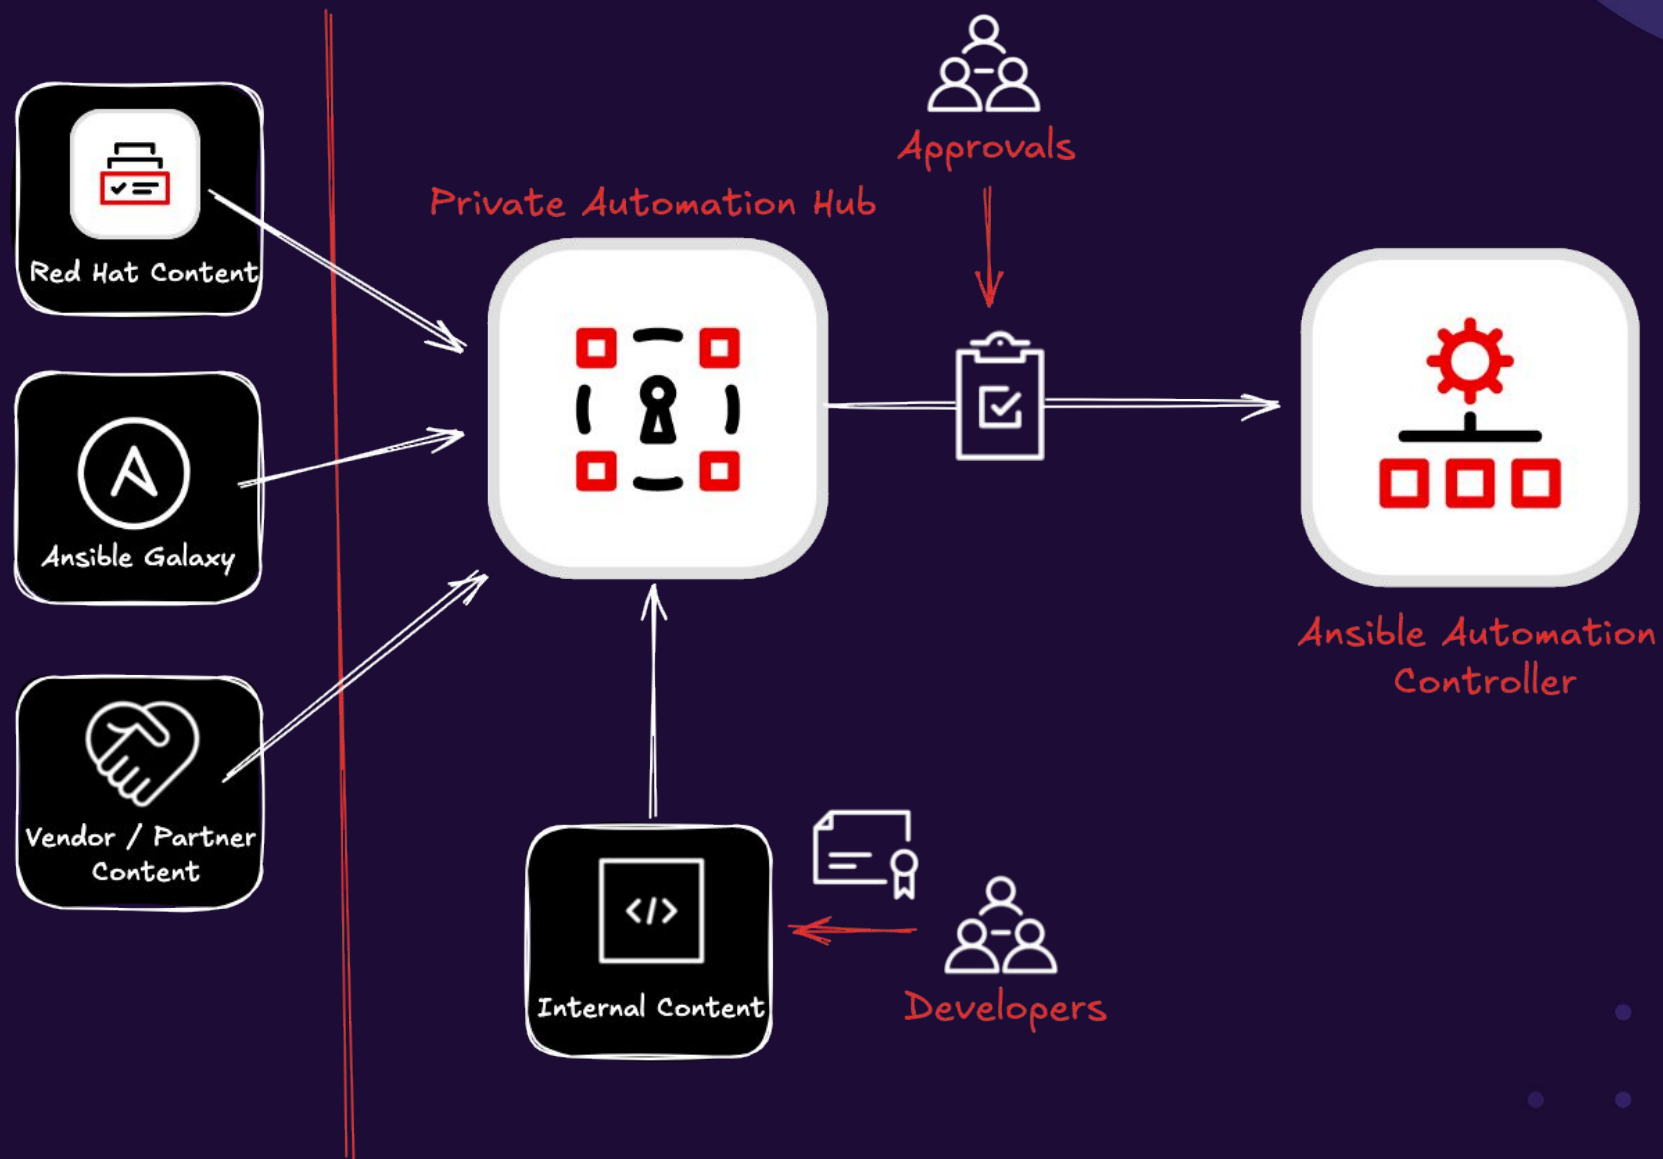 Approvals
Private Automation Hub
Red Hat Content
Ansible Galaxy
Ansible Automation
Controller
Vendor / Partner
Content
</>
Internal Content
Developers